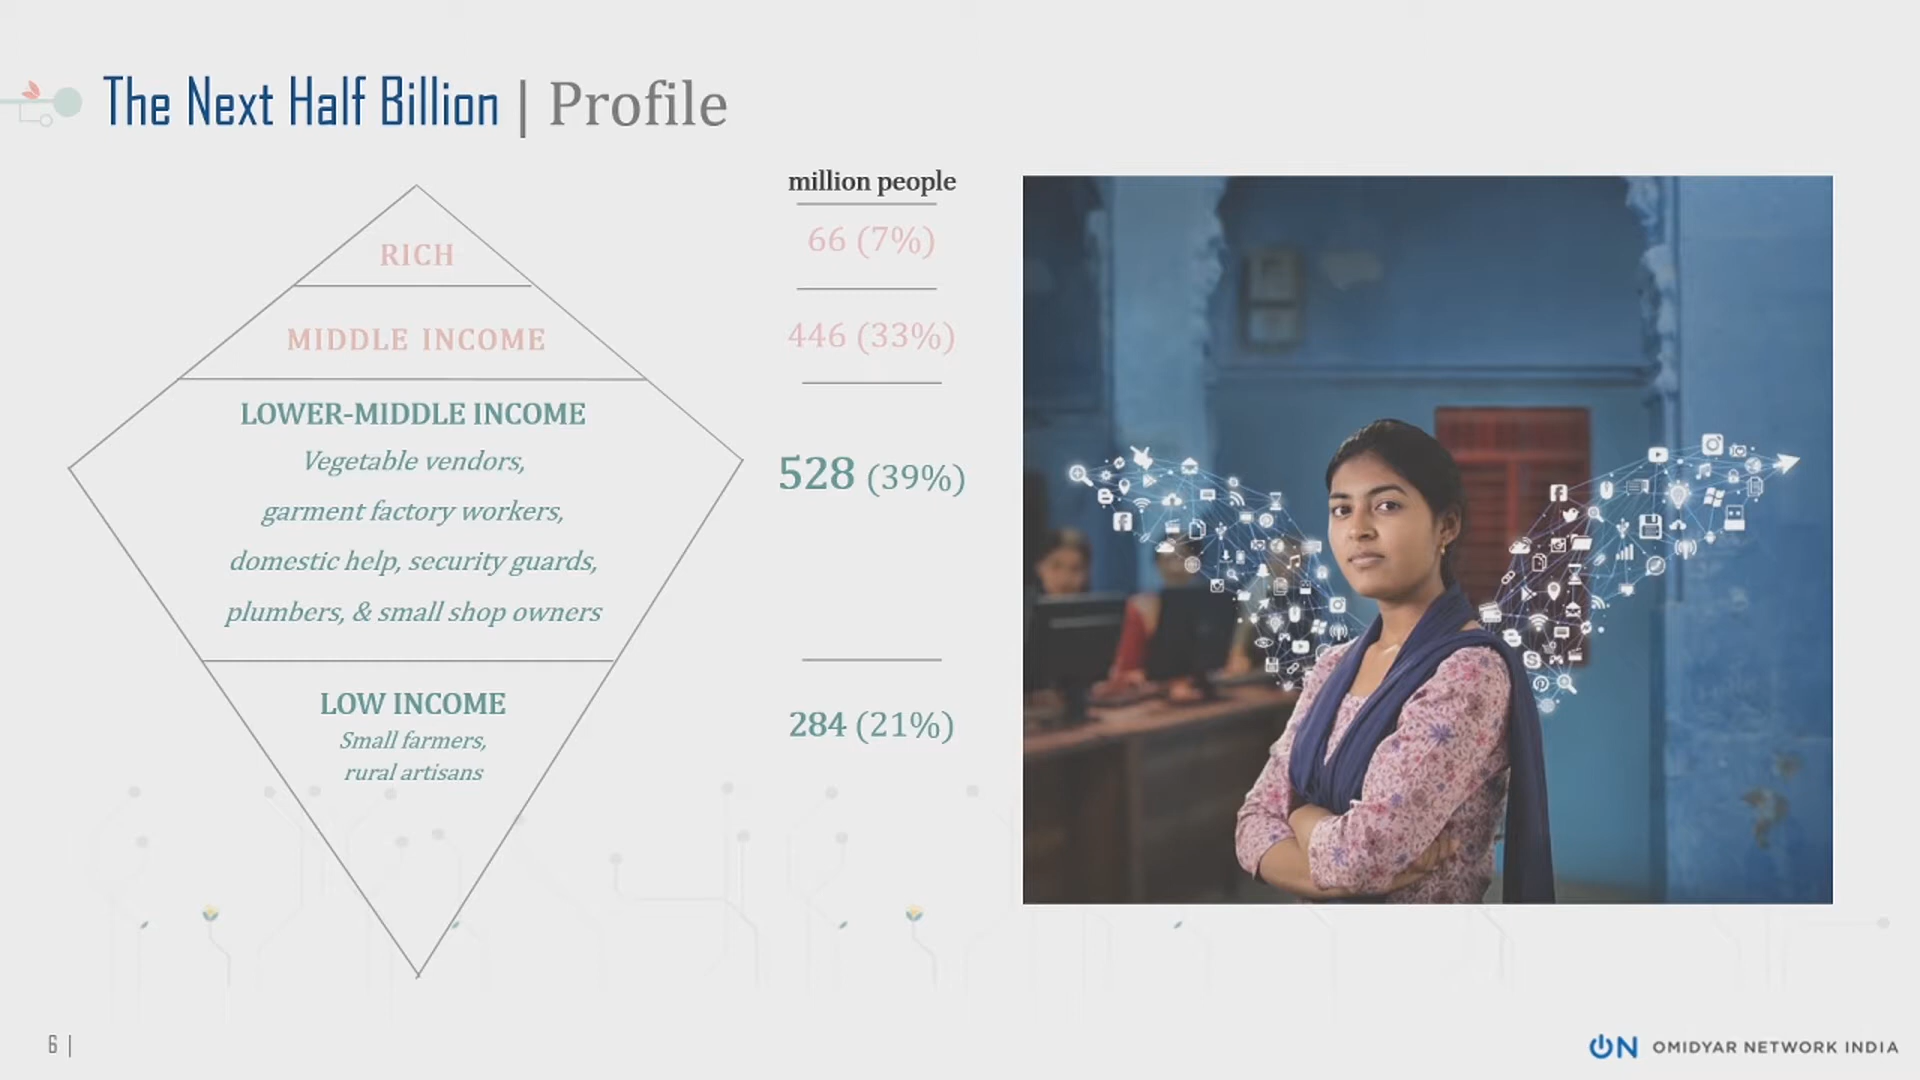 The Next Half Billion | Profile
million people
RICH
66 (7%)
MIDDLE INCOME
446 (33%)
LOWER-MIDDLE INCOME
Vegetable vendors,
garment factory workers,
domestic help, security guards,
plumbers, & small shop owners
528 (39%)
LOW INCOME
Small farmers,
rural artisans
284 (21%)
6 |
ON OMIDYAR NETWORK INDIA